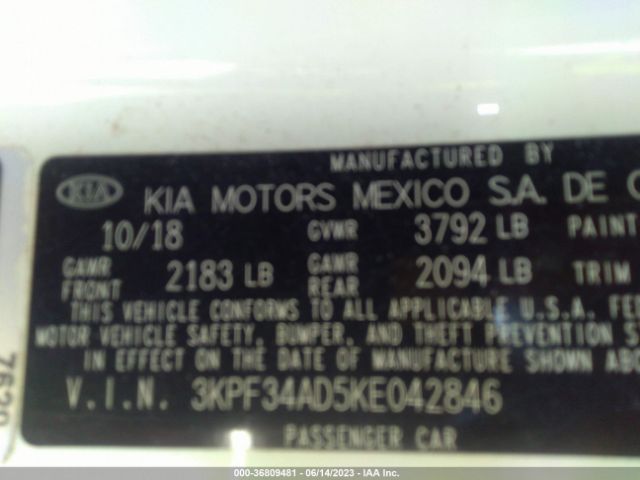 MANUFACTURED BY
KIA KIA MOTORS MEXICO S.A. DE C
10/18 GVWR 3792 LB PAINT
GAWR FRONT 2183 LB GAWR REAR 2094 LB TRIM
THIS VEHICLE CONFORMS TO ALL APPLICABLE U.S.A. FE
MOTOR VEHICLE SAFETY, BUMPER, AND THEFT PREVENTION S
IN EFFECT ON THE DATE OF MANUFACTURE SHOWN ABO
V.I.N. 3KPF34AD5KE042846
PASSENGER CAR
000-36809481 - 06/14/2023 - IAA Inc.